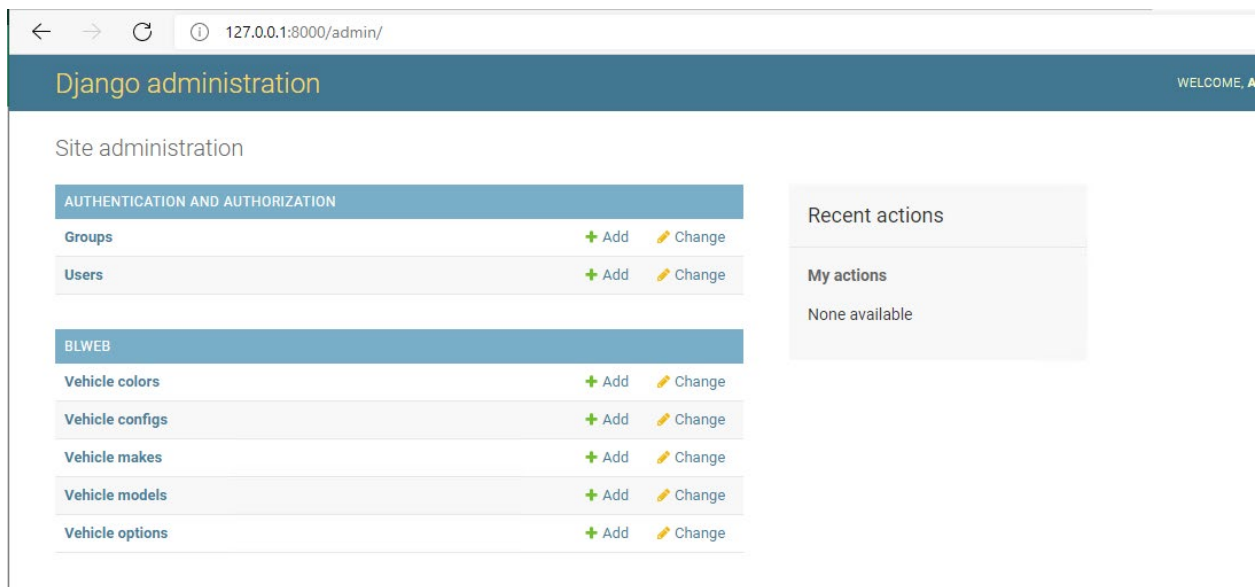 127.0.0.1:8000/admin/
Django administration
WELCOME, A
Site administration
AUTHENTICATION AND AUTHORIZATION
Groups + Add Change
Users + Add Change
BLWEB
Vehicle colors + Add Change
Vehicle configs + Add Change
Vehicle makes + Add Change
Vehicle models + Add Change
Vehicle options + Add Change
Recent actions
My actions
None available